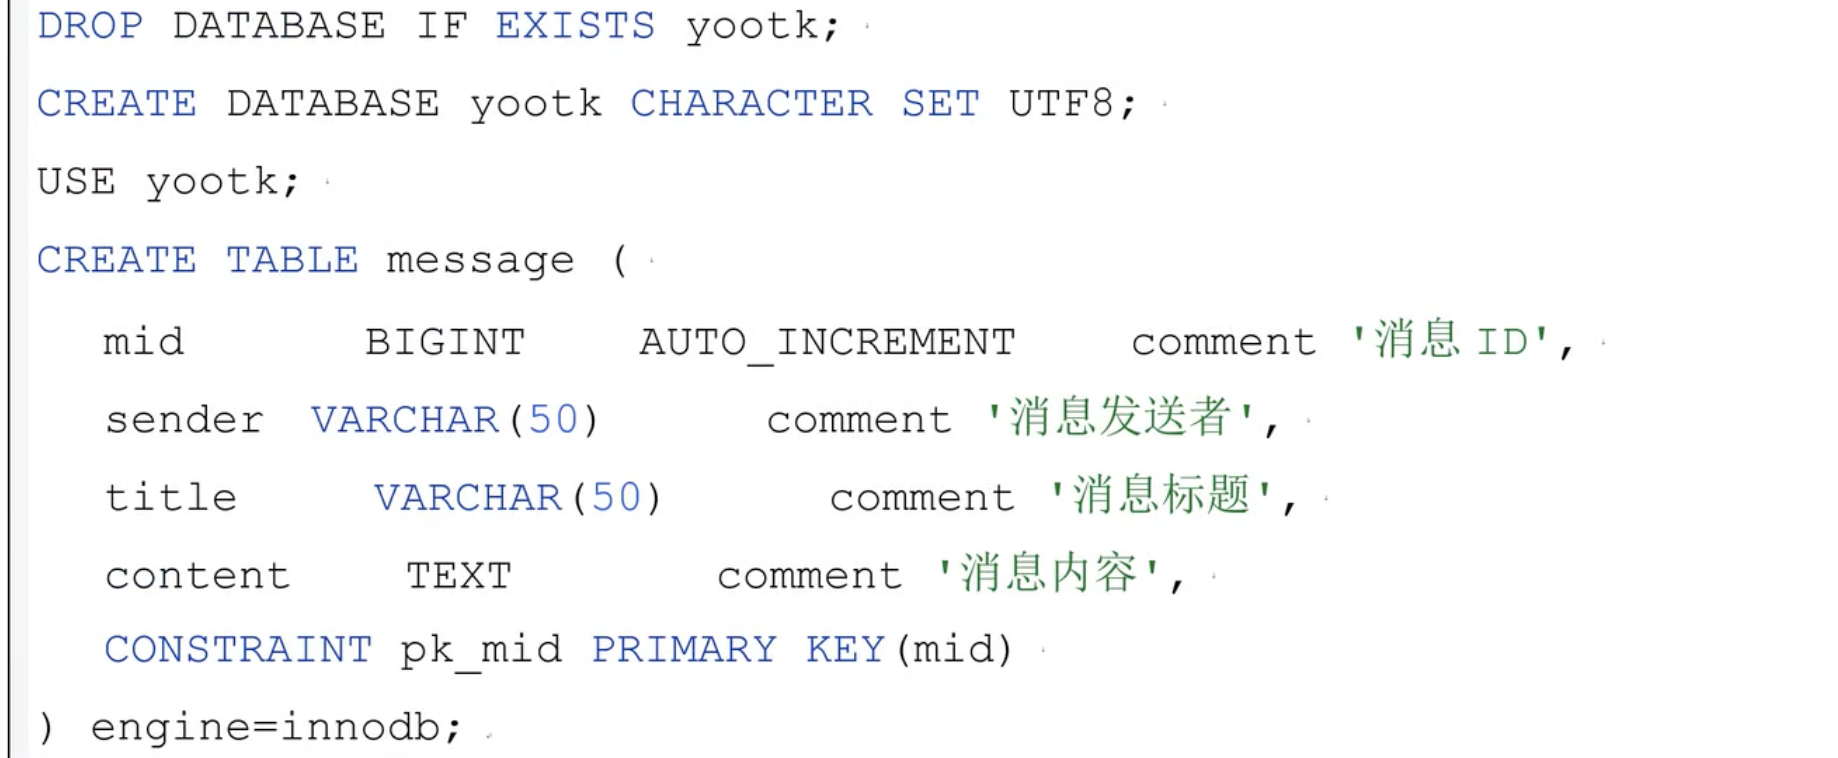 DROP DATABASE IF EXISTS yootk;
CREATE DATABASE yootk CHARACTER SET UTF8;
USE yootk;
CREATE TABLE message (
mid BIGINT AUTO_INCREMENT comment '消息 ID',
sender VARCHAR(50) comment '消息发送者',
title VARCHAR(50) comment '消息标题',
content TEXT comment '消息内容',
CONSTRAINT pk_mid PRIMARY KEY(mid)
) engine=innodb;